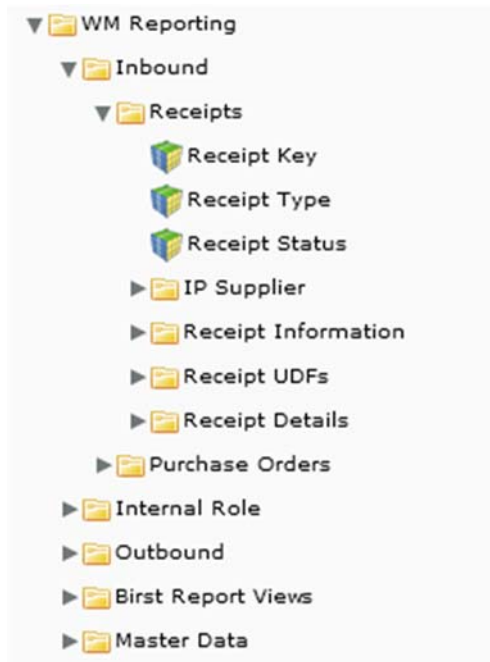 WM Reporting
Inbound
Receipts
Receipt Key
Receipt Type
Receipt Status
IP Supplier
Receipt Information
Receipt UDFs
Receipt Details
Purchase Orders
Internal Role
Outbound
Birst Report Views
Master Data